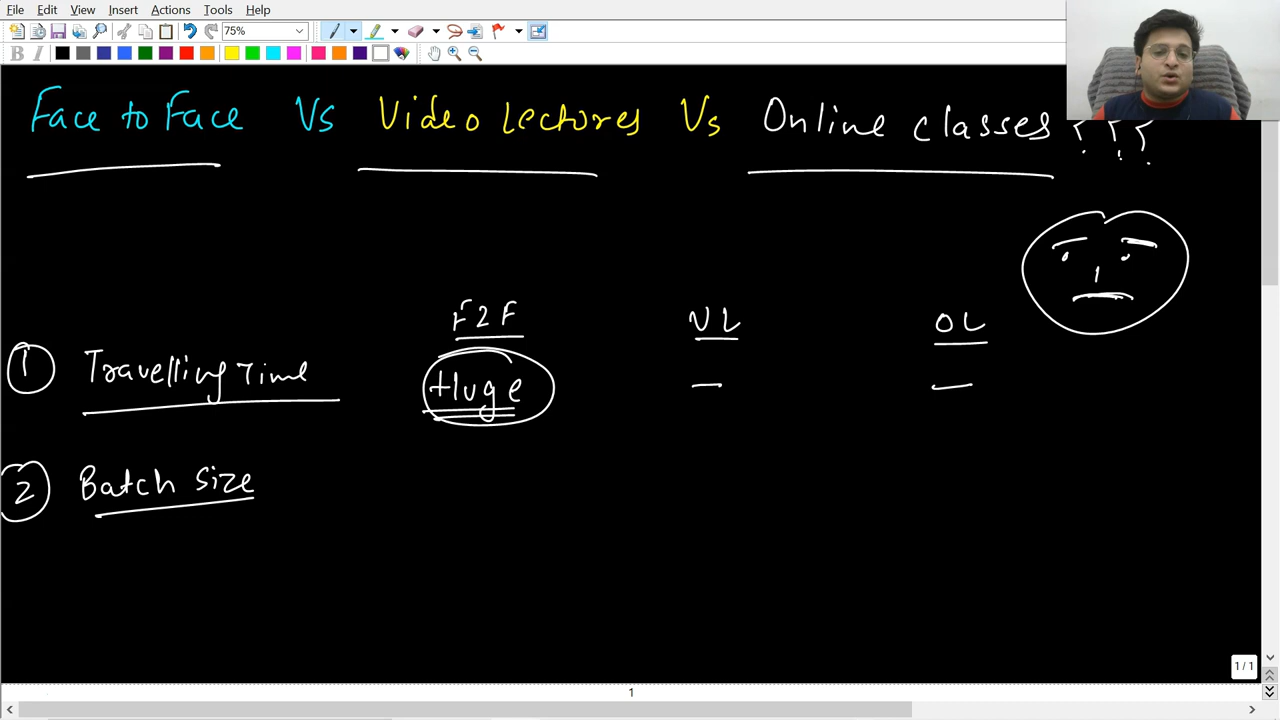 File Edit View Insert Actions Tools Help
75%
B I
Face to Face Vs Video Lectures Vs Online classes ???
F2F VL OL
1 Travelling Time Huge — —
2 Batch Size
1 / 1
1